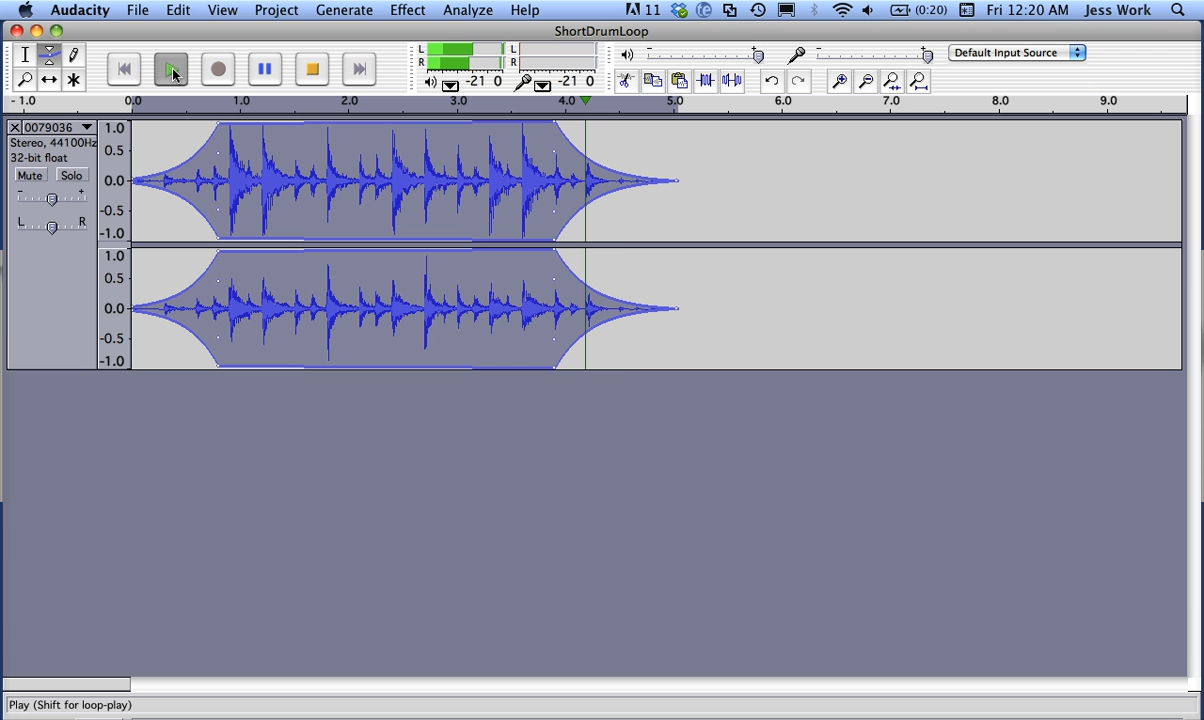 Audacity File Edit View Project Generate Effect Analyze Help 11 (0:20) Fri 12:20 AM Jess Work
ShortDrumLoop
L L
R R
-21 0 -21 0
Default Input Source
-1.0 0.0 1.0 2.0 3.0 4.0 5.0 6.0 7.0 8.0 9.0
0079036
Stereo, 44100Hz
32-bit float
Mute Solo
- +
L R
1.0
0.5
0.0
-0.5
-1.0
1.0
0.5
0.0
-0.5
-1.0
Play (Shift for loop-play)